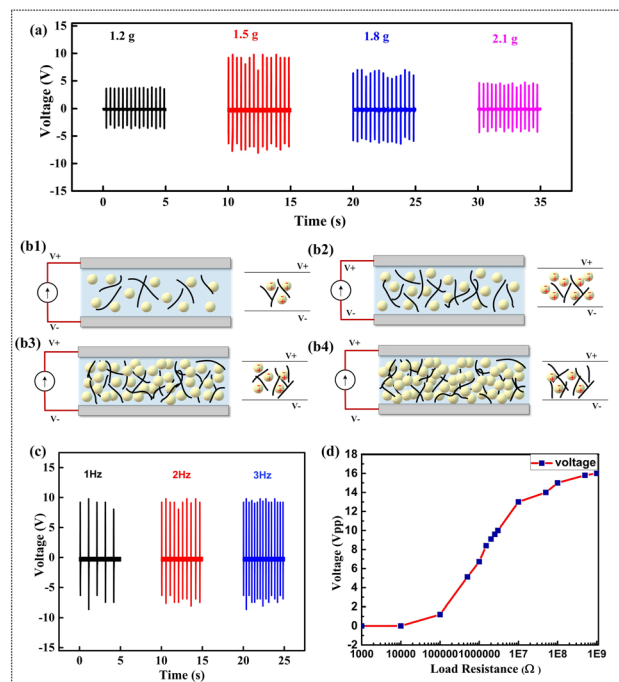 (a)
1.2 g 1.5 g 1.8 g 2.1 g
15
10
5
0
-5
-10
-15
Voltage (V)
0 5 10 15 20 25 30 35
Time (s)
(b1)
V+
V-
V+
V-
(b2)
V+
V-
V+
V-
(b3)
V+
V-
V+
V-
(b4)
V+
V-
V+
V-
(c)
1Hz 2Hz 3Hz
15
10
5
0
-5
-10
-15
Voltage (V)
0 5 10 15 20 25
Time (s)
(d)
voltage
18
16
14
12
10
8
6
4
2
0
-2
Voltage (Vpp)
1000 10000 100000 1000000 1E7 1E8 1E9
Load Resistance (Ω)